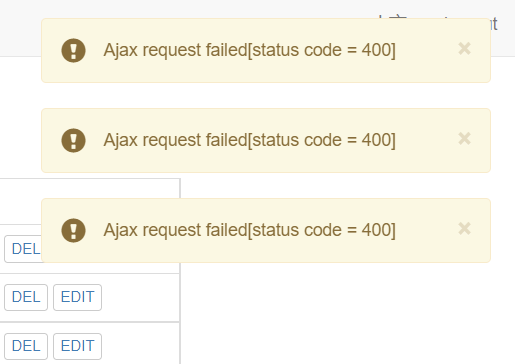 Ajax request failed[status code = 400] ×
Ajax request failed[status code = 400] ×
Ajax request failed[status code = 400] ×
DEL
DEL EDIT
DEL EDIT